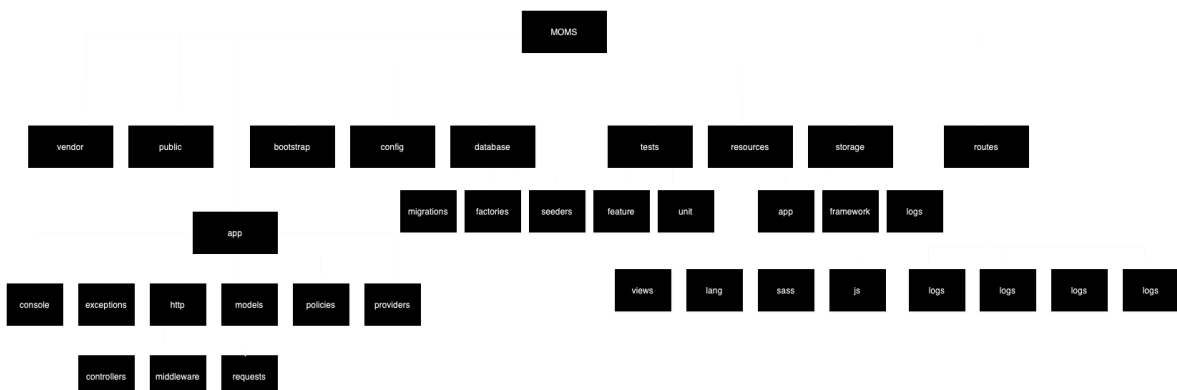 MOMS
vendor
public
bootstrap
config
database
tests
resources
storage
routes
migrations
factories
seeders
feature
unit
app
framework
logs
app
views
lang
sass
js
logs
logs
logs
logs
console
exceptions
http
models
policies
providers
controllers
middleware
requests